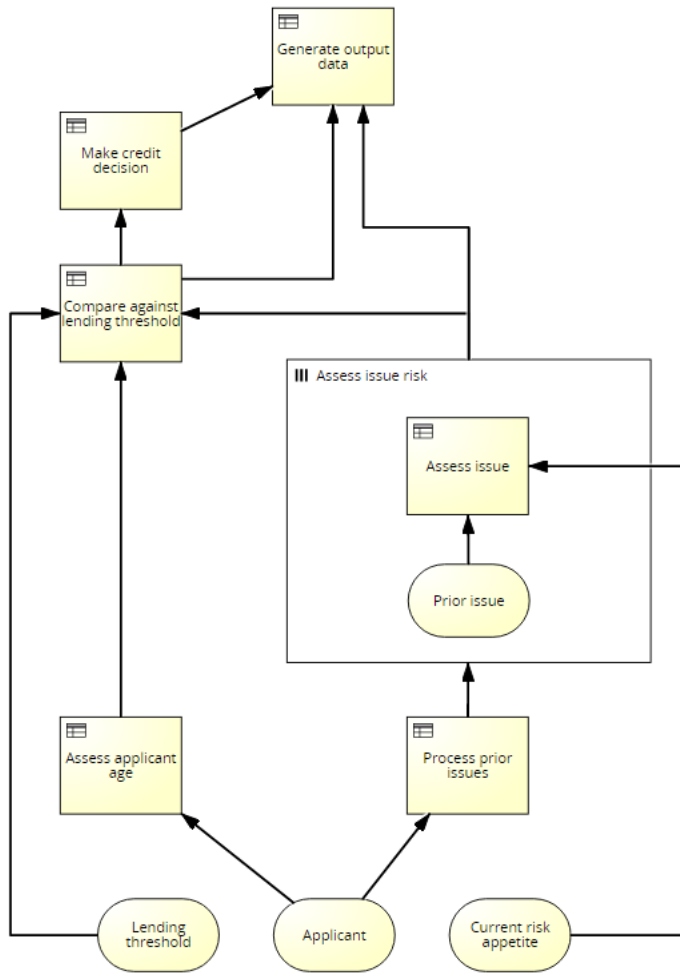 Generate output
data
Make credit
decision
Compare against
lending threshold
Assess issue risk
Assess issue
Prior issue
Assess applicant
age
Process prior
issues
Lending
threshold
Applicant
Current risk
appetite